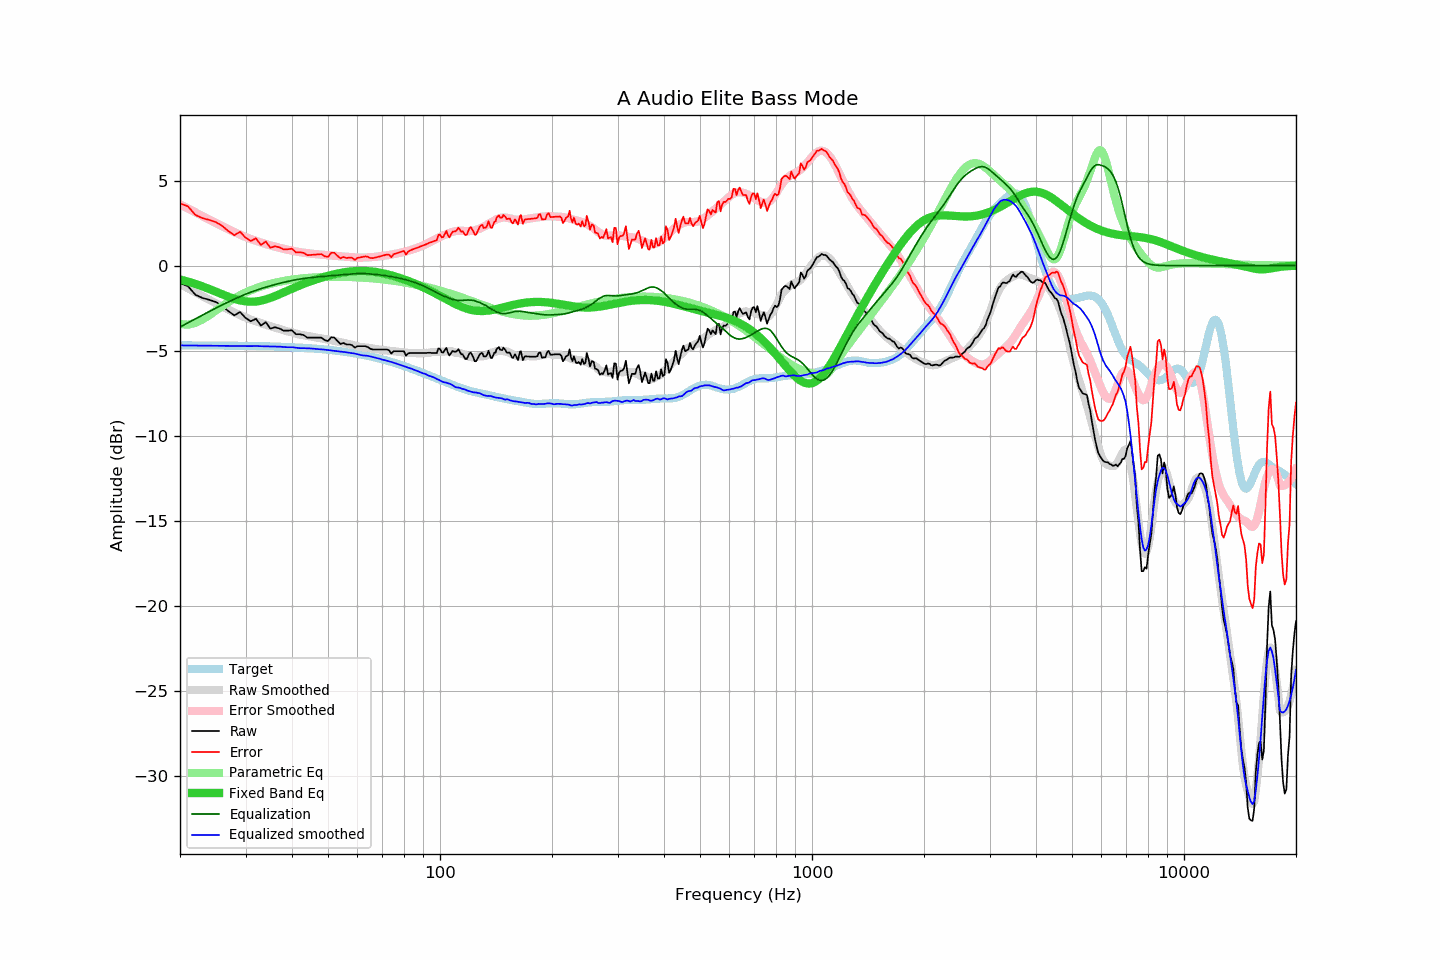 A Audio Elite Bass Mode
5
0
−5
−10
−15
−20
−25
−30
Amplitude (dBr)
Target
Raw Smoothed
Error Smoothed
Raw
Error
Parametric Eq
Fixed Band Eq
Equalization
Equalized smoothed
100 1000 10000
Frequency (Hz)